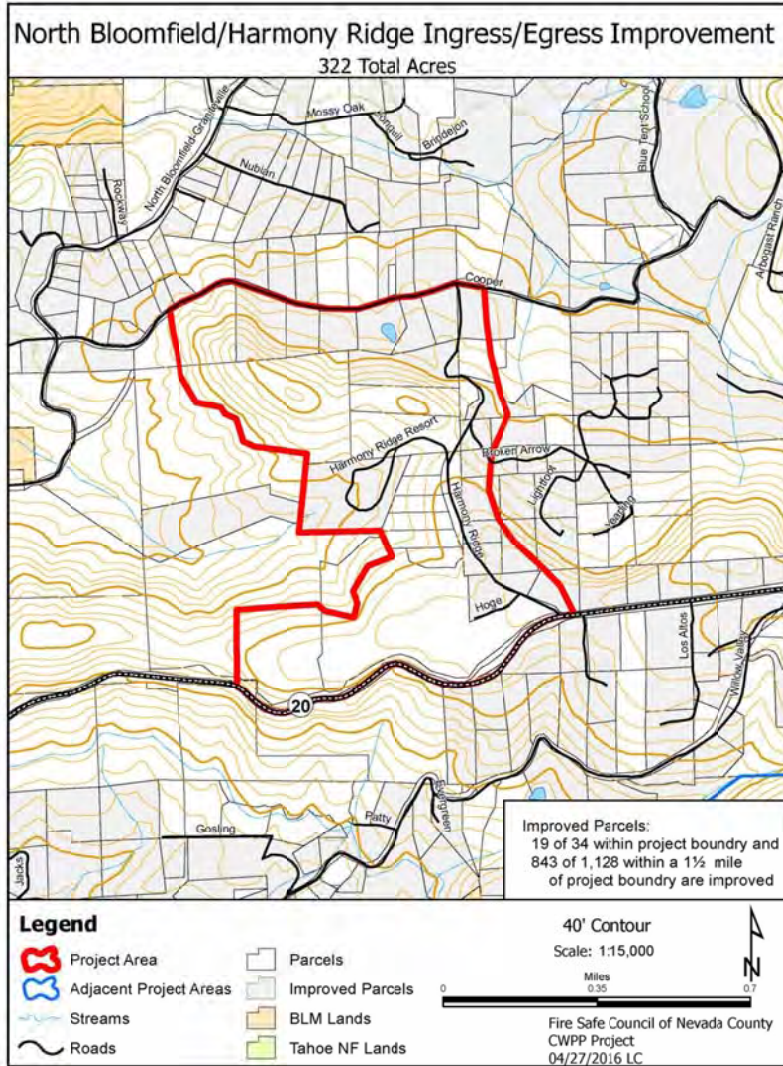 North Bloomfield/Harmony Ridge Ingress/Egress Improvement
322 Total Acres
Mossy Oak
Bripdejon
Blue Tent School
North Bloomfield-Graniteville
Nubian
Rockway
Arbogast Ranch
Cooper
Harmony Ridge Resort
Broken Arrow
Lightfoot
Leaping
Harmony Ridge
Hoge
Los Altos
Willow Valley
20
Evergreen
Patty
Gosling
Jacks
Improved Parcels:
19 of 34 within project boundry and
843 of 1,128 within a 1½ mile
of project boundry are improved
Legend
Project Area
Adjacent Project Areas
Streams
Roads
Parcels
Improved Parcels
BLM Lands
Tahoe NF Lands
40' Contour
Scale: 1:15,000
Miles
0 0.35 0.7
N
Fire Safe Council of Nevada County
CWPP Project
04/27/2016 LC